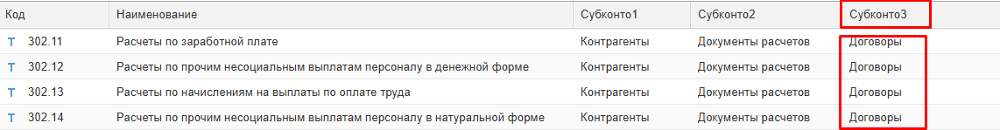 Код Наименование Субконто1 Субконто2 Субконто3
Т 302.11 Расчеты по заработной плате Контрагенты Документы расчетов Договоры
Т 302.12 Расчеты по прочим несоциальным выплатам персоналу в денежной форме Контрагенты Документы расчетов Договоры
Т 302.13 Расчеты по начислениям на выплаты по оплате труда Контрагенты Документы расчетов Договоры
Т 302.14 Расчеты по прочим несоциальным выплатам персоналу в натуральной форме Контрагенты Документы расчетов Договоры